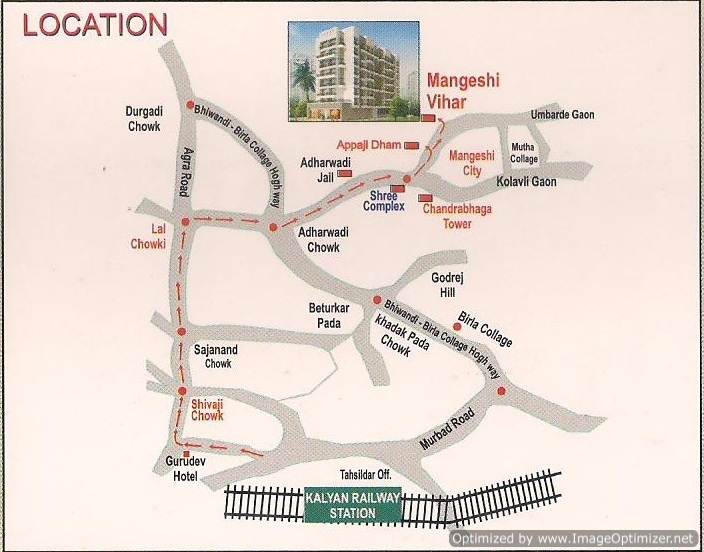 LOCATION
Mangeshi
Vihar
Durgadi
Chowk
Bhiwandi - Birla Collage Hogh way
Umbarde Gaon
Appaji Dham
Mutha
Collage
Agra Road
Adharwadi
Jail
Mangeshi
City
Kolavli Gaon
Shree
Complex
Chandrabhaga
Tower
Lal
Chowki
Adharwadi
Chowk
Godrej
Hill
Beturkar
Pada
Bhiwandi - Birla Collage Hogh way
Birla Collage
khadak Pada
Chowk
Sajanand
Chowk
Shivaji
Chowk
Murbad Road
Gurudev
Hotel
Tahsildar Off.
KALYAN RAILWAY
STATION
Optimized by www.ImageOptimizer.net